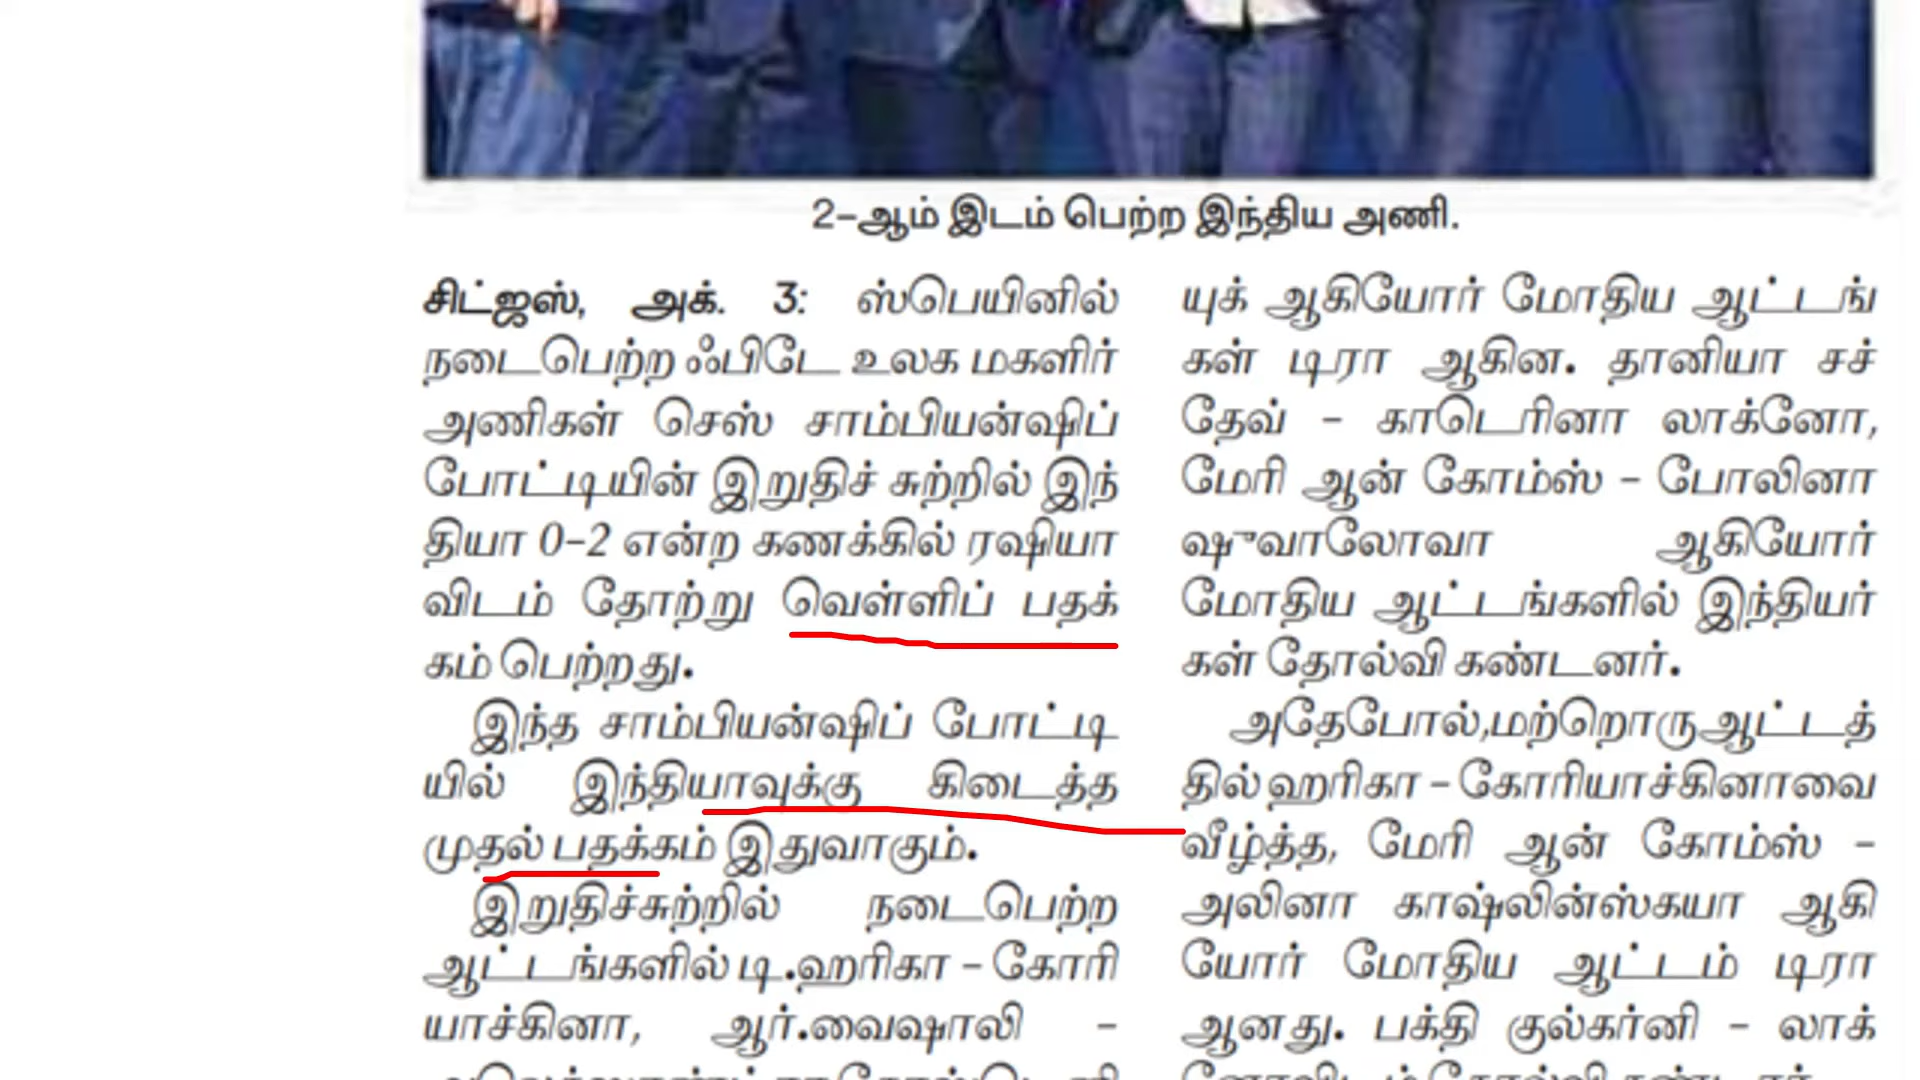 2-ஆம் இடம் பெற்ற இந்திய அணி.
சிட்ஜஸ், அக். 3: ஸ்பெயினில்
நடைபெற்ற ஃபிடே உலக மகளிர்
அணிகள் செஸ் சாம்பியன்ஷிப்
போட்டியின் இறுதிச் சுற்றில் இந்
தியா 0-2 என்ற கணக்கில் ரஷியா
விடம் தோற்று வெள்ளிப் பதக்
கம் பெற்றது.
இந்த சாம்பியன்ஷிப் போட்டி
யில் இந்தியாவுக்கு கிடைத்த
முதல் பதக்கம் இதுவாகும்.
இறுதிச்சுற்றில் நடைபெற்ற
ஆட்டங்களில் டி.ஹரிகா - கோரி
யாச்கினா, ஆர்.வைஷாலி -
யுக் ஆகியோர் மோதிய ஆட்டங்
கள் டிரா ஆகின. தானியா சச்
தேவ் - காடெரினா லாக்னோ,
மேரி ஆன் கோம்ஸ் - போலினா
ஷுவாலோவா ஆகியோர்
மோதிய ஆட்டங்களில் இந்தியர்
கள் தோல்வி கண்டனர்.
அதேபோல்,மற்றொருஆட்டத்
தில் ஹரிகா - கோரியாச்கினாவை
வீழ்த்த, மேரி ஆன் கோம்ஸ் -
அலினா காஷ்லின்ஸ்கயா ஆகி
யோர் மோதிய ஆட்டம் டிரா
ஆனது. பக்தி குல்கர்னி - லாக்